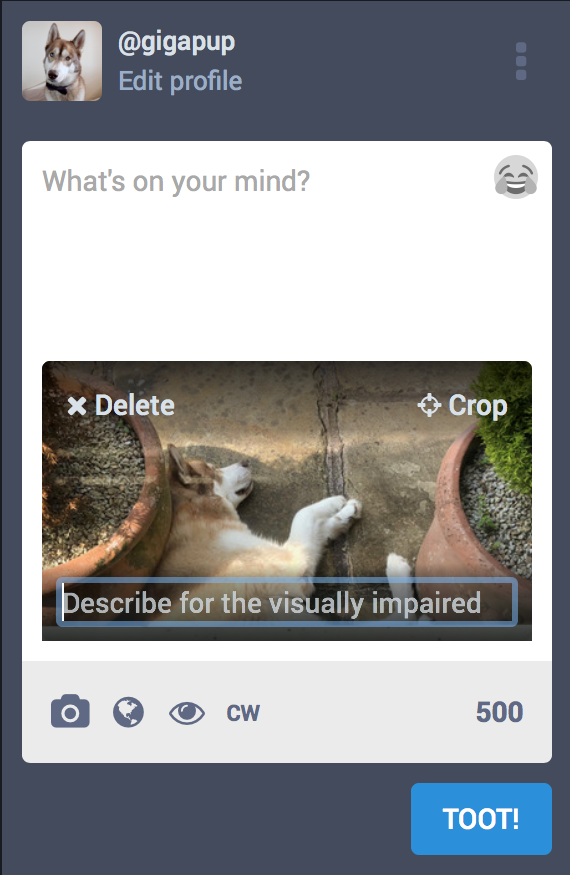 @gigapup
Edit profile
What's on your mind?
Delete
Crop
Describe for the visually impaired
CW
500
TOOT!